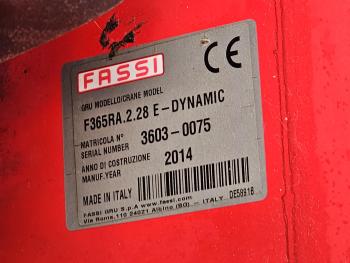 FASSI
CE
GRU MODELLO/CRANE MODEL
F365RA.2.28 E-DYNAMIC
MATRICOLA N°
SERIAL NUMBER 3603-0075
ANNO DI COSTRUZIONE
MANUF.YEAR 2014
MADE IN ITALY
www.fassi.com
FASSI GRU S.p.A
Via Roma,110 24021 Albino (BG) - ITALY